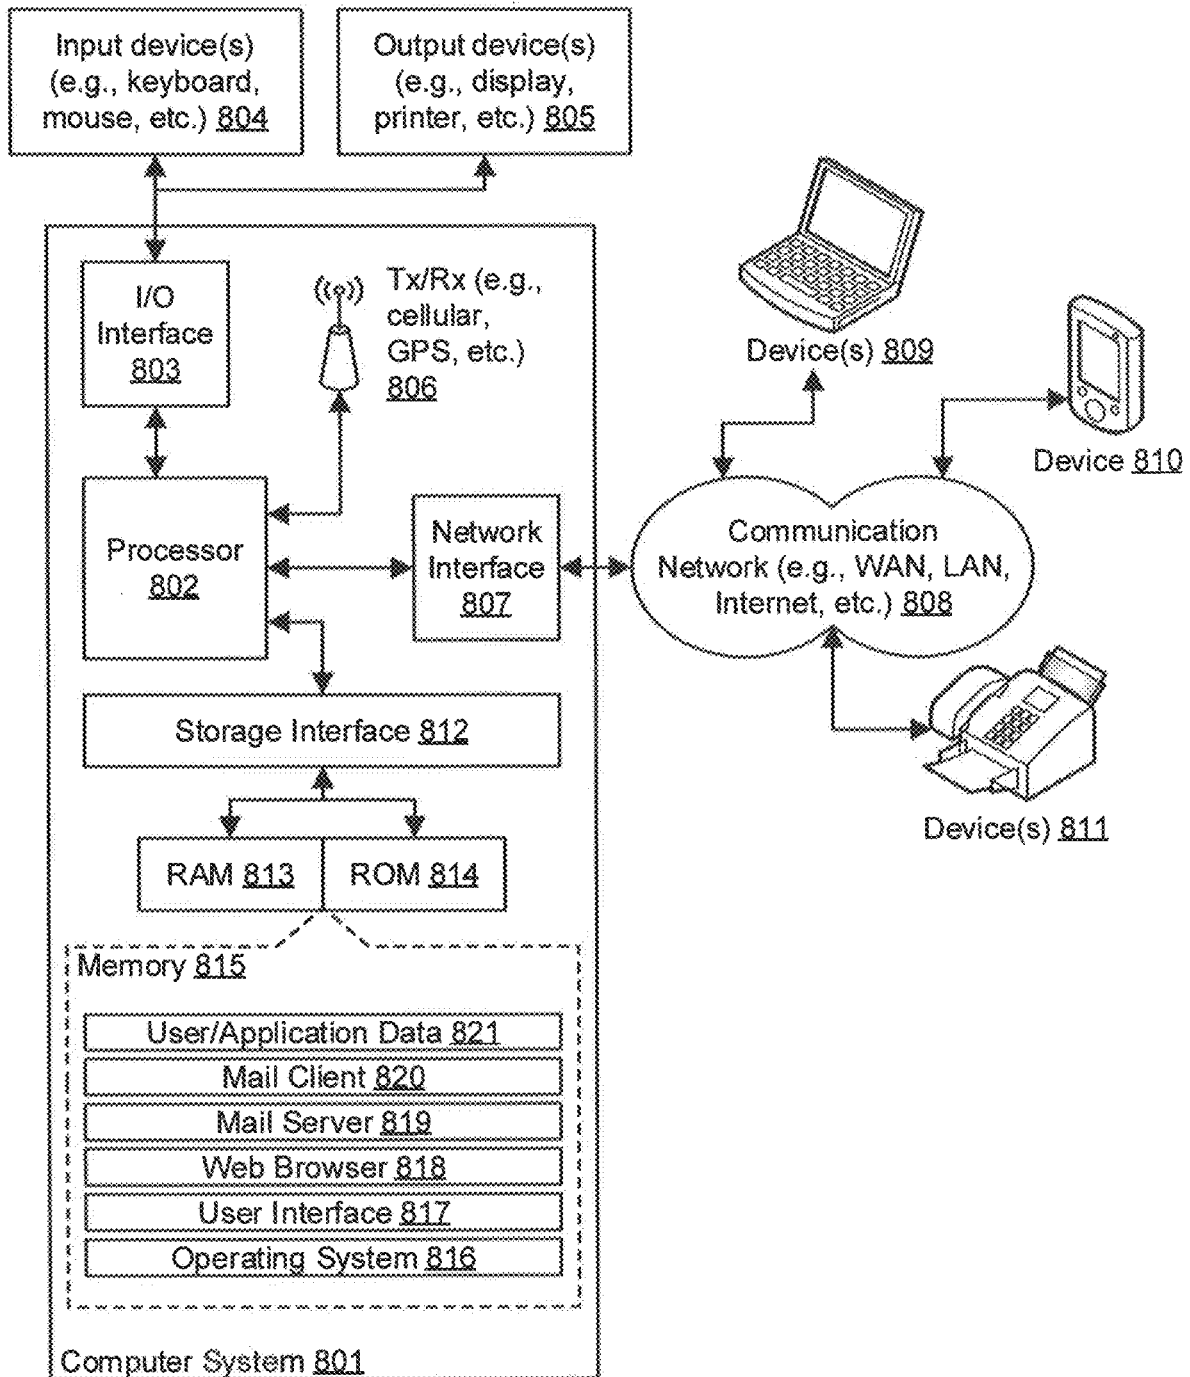 Input device(s)
(e.g., keyboard,
mouse, etc.) 804
Output device(s)
(e.g., display,
printer, etc.) 805
I/O
Interface
803
Tx/Rx (e.g.,
cellular,
GPS, etc.)
806
Device(s) 809
Device 810
Processor
802
Network
Interface
807
Communication
Network (e.g., WAN, LAN,
Internet, etc.) 808
Storage Interface 812
Device(s) 811
RAM 813
ROM 814
Memory 815
User/Application Data 821
Mail Client 820
Mail Server 819
Web Browser 818
User Interface 817
Operating System 816
Computer System 801